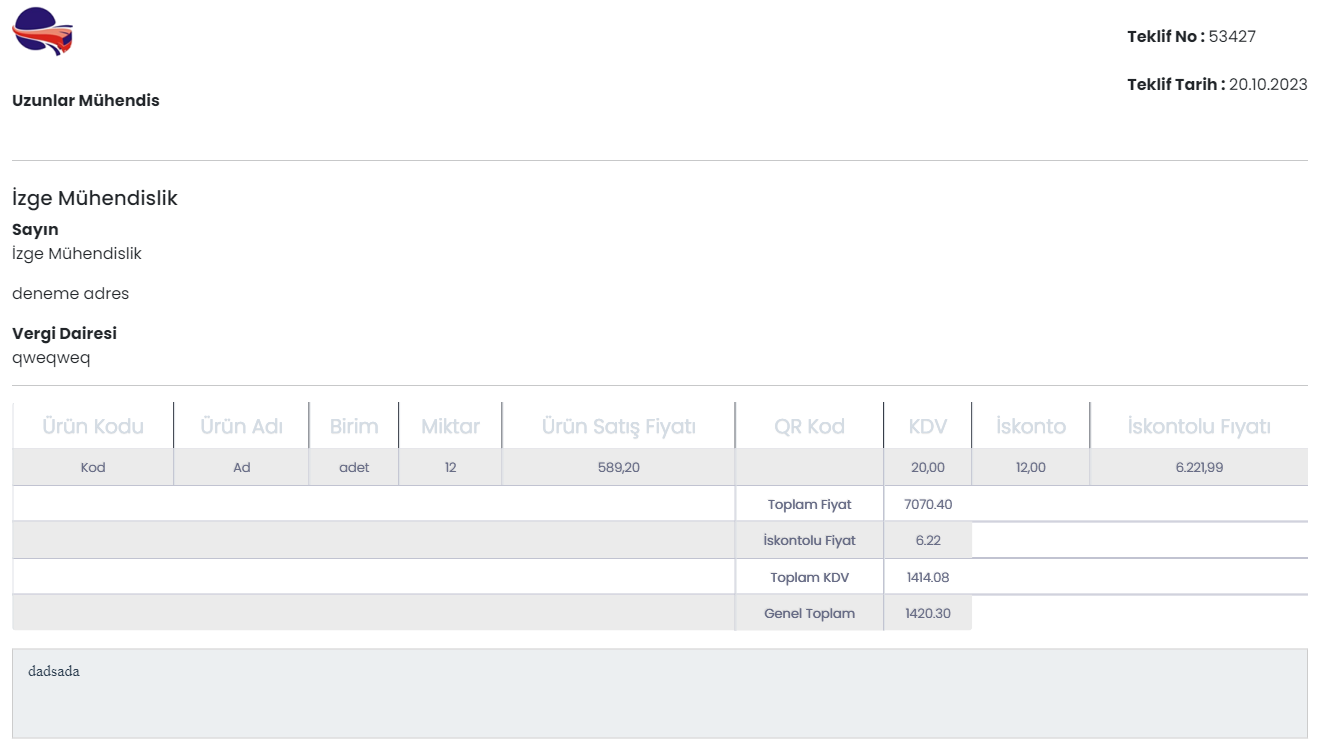 Teklif No : 53427
Teklif Tarih : 20.10.2023
Uzunlar Mühendis
İzge Mühendislik
Sayın
İzge Mühendislik
deneme adres
Vergi Dairesi
qweqweq
Ürün Kodu Ürün Adı Birim Miktar Ürün Satış Fiyatı QR Kod KDV İskonto İskontolu Fıyatı
Kod Ad adet 12 589,20 20,00 12,00 6.221,99
Toplam Fiyat 7070.40
İskontolu Fiyat 6.22
Toplam KDV 1414.08
Genel Toplam 1420.30
dadsada